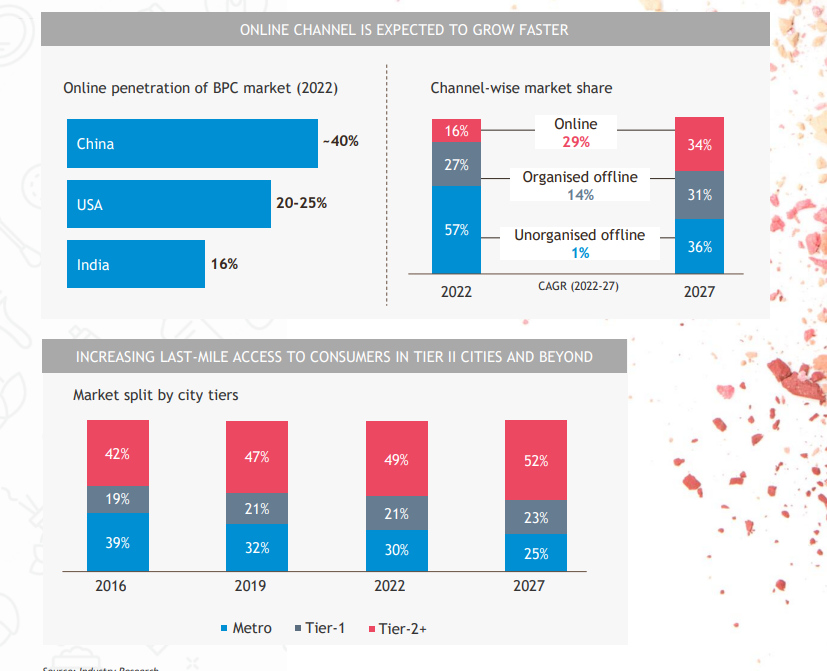 ONLINE CHANNEL IS EXPECTED TO GROW FASTER
Online penetration of BPC market (2022)
China
~40%
USA
20-25%
India
16%
Channel-wise market share
16%
27%
57%
2022
Online
29%
Organised offline
14%
Unorganised offline
1%
CAGR (2022-27)
34%
31%
36%
2027
INCREASING LAST-MILE ACCESS TO CONSUMERS IN TIER II CITIES AND BEYOND
Market split by city tiers
42%
19%
39%
2016
47%
21%
32%
2019
49%
21%
30%
2022
52%
23%
25%
2027
Metro
Tier-1
Tier-2+
Source: Industry Research